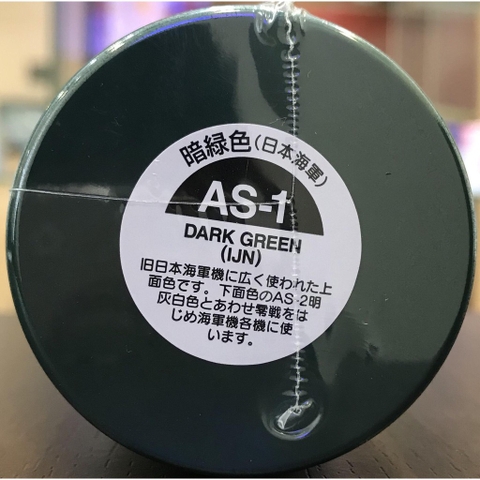 暗緑色(日本海軍)
AS-1
DARK GREEN
(IJN)
旧日本海軍機に広く使われた上
面色です。下面色のAS-2明
灰白色とあわせ零戦をは
じめ海軍機各機に使
います。